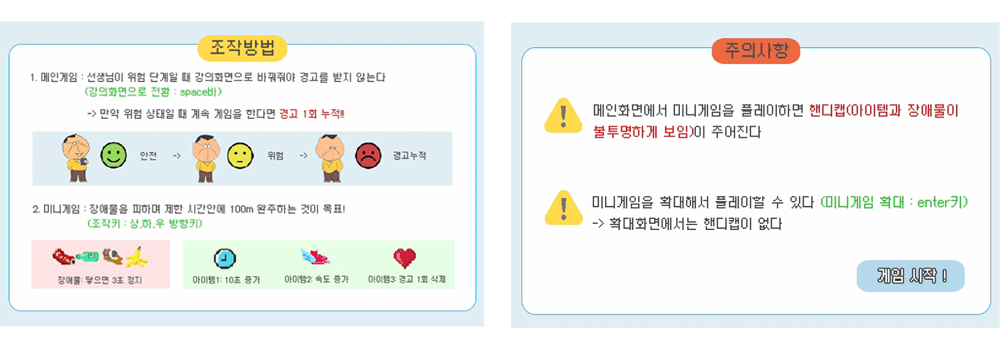 조작방법
1. 메인게임 : 선생님이 위험 단계일 때 강의화면으로 바꿔줘야 경고를 받지 않는다
(강의화면으로 전환 : space바)
-> 만약 위험 상태일 때 계속 게임을 한다면 경고 1회 누적!!
안전 -> 위험 -> 경고누적
2. 미니게임 : 장애물을 피하며 제한 시간안에 100m 완주하는 것이 목표!
(조작키 : 상,하,우 방향키)
장애물: 닿으면 3초 정지
아이템1: 10초 증가
아이템2: 속도 증가
아이템3: 경고 1회 삭제
주의사항
메인화면에서 미니게임을 플레이하면 핸디캡(아이템과 장애물이
불투명하게 보임)이 주어진다
미니게임을 확대해서 플레이할 수 있다 (미니게임 확대 : enter키)
-> 확대화면에서는 핸디캡이 없다
게임 시작 !